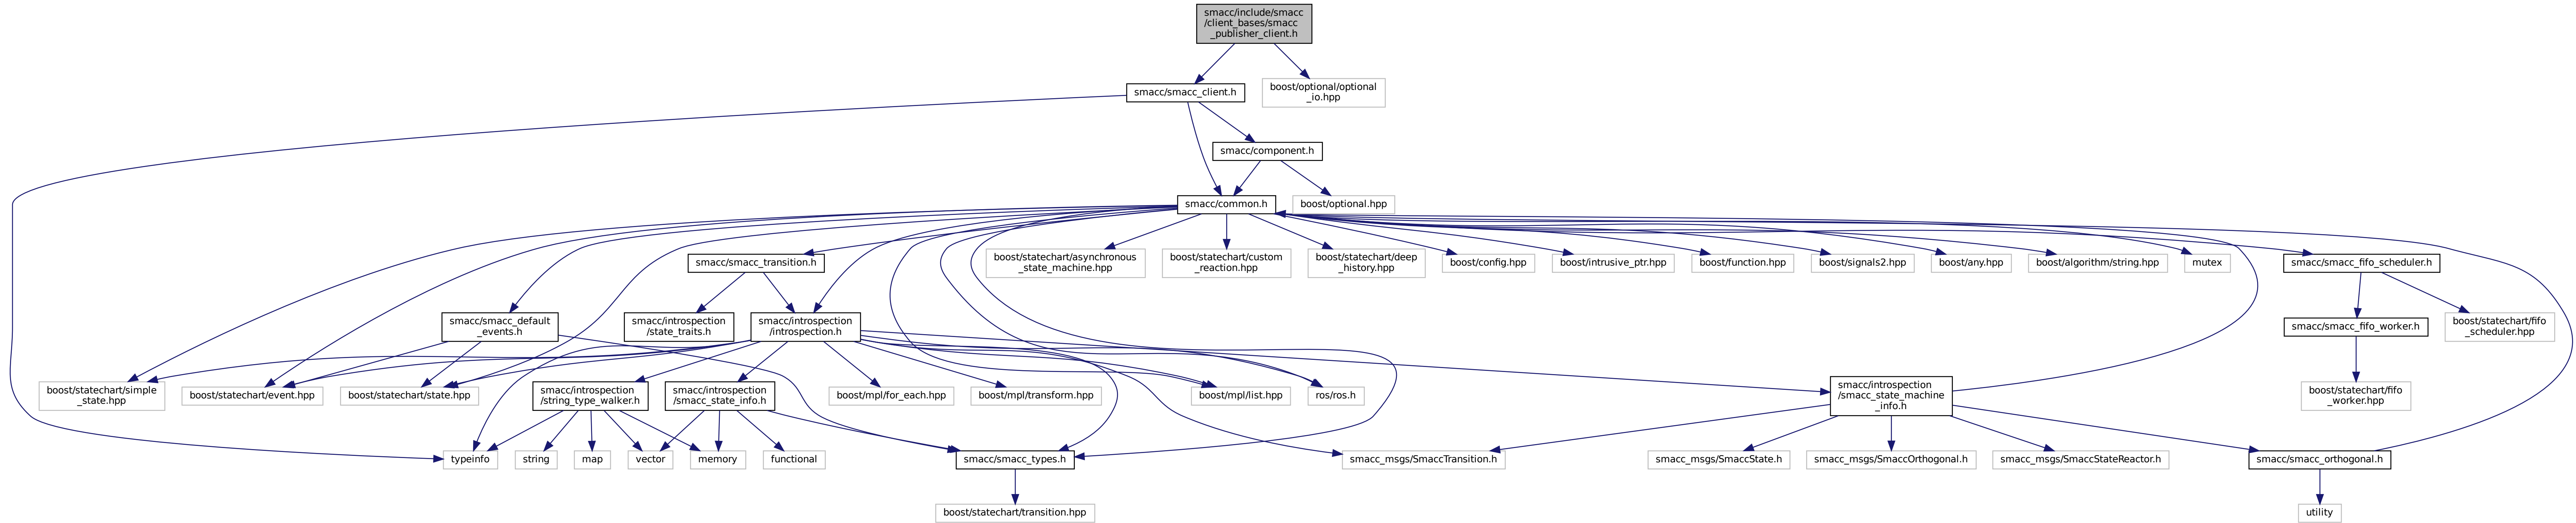 smacc/include/smacc
/client_bases/smacc
_publisher_client.h
smacc/smacc_client.h
boost/optional/optional
_io.hpp
smacc/component.h
smacc/common.h
boost/optional.hpp
smacc/smacc_transition.h
boost/statechart/asynchronous
_state_machine.hpp
boost/statechart/custom
_reaction.hpp
boost/statechart/deep
_history.hpp
boost/config.hpp
boost/intrusive_ptr.hpp
boost/function.hpp
boost/signals2.hpp
boost/any.hpp
boost/algorithm/string.hpp
mutex
smacc/smacc_fifo_scheduler.h
smacc/smacc_default
_events.h
smacc/introspection
/state_traits.h
smacc/introspection
/introspection.h
smacc/smacc_fifo_worker.h
boost/statechart/fifo
_scheduler.hpp
boost/statechart/simple
_state.hpp
boost/statechart/event.hpp
boost/statechart/state.hpp
smacc/introspection
/string_type_walker.h
smacc/introspection
/smacc_state_info.h
boost/mpl/for_each.hpp
boost/mpl/transform.hpp
boost/mpl/list.hpp
ros/ros.h
smacc/introspection
/smacc_state_machine
_info.h
boost/statechart/fifo
_worker.hpp
typeinfo
string
map
vector
memory
functional
smacc/smacc_types.h
smacc_msgs/SmaccTransition.h
smacc_msgs/SmaccState.h
smacc_msgs/SmaccOrthogonal.h
smacc_msgs/SmaccStateReactor.h
smacc/smacc_orthogonal.h
boost/statechart/transition.hpp
utility